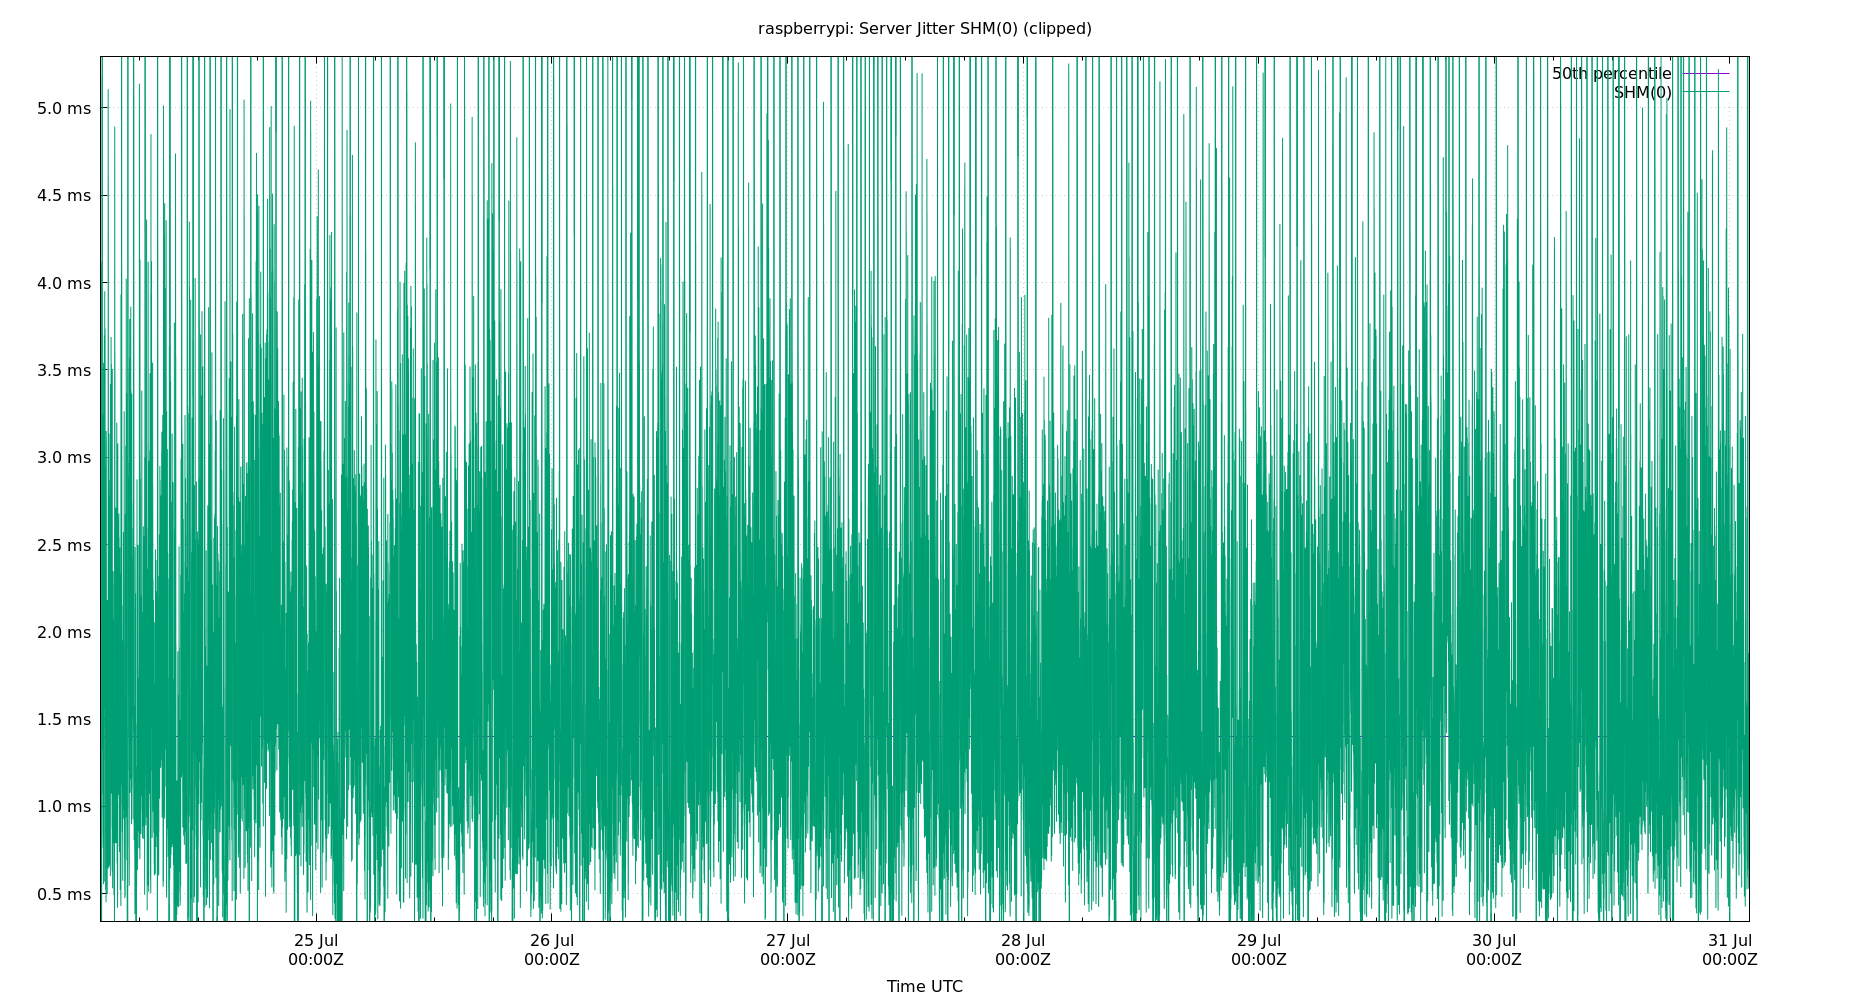 raspberrypi: Server Jitter SHM(0) (clipped)
50th percentile
SHM(0)
5.0 ms
4.5 ms
4.0 ms
3.5 ms
3.0 ms
2.5 ms
2.0 ms
1.5 ms
1.0 ms
0.5 ms
25 Jul 26 Jul 27 Jul 28 Jul 29 Jul 30 Jul 31 Jul
00:00Z 00:00Z 00:00Z 00:00Z 00:00Z 00:00Z 00:00Z
Time UTC